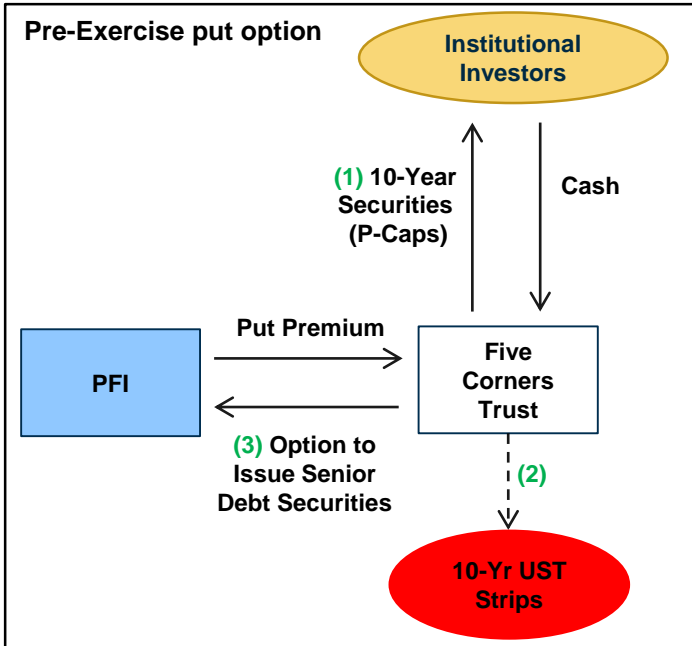 Pre-Exercise put option
Institutional
Investors
(1) 10-Year
Securities
(P-Caps)
Cash
Put Premium
PFI
Five
Corners
Trust
(3) Option to
Issue Senior
Debt Securities
(2)
10-Yr UST
Strips